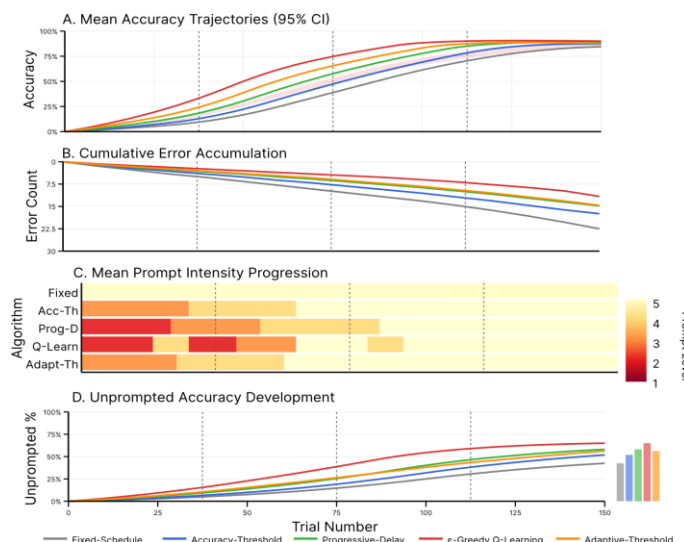 A. Mean Accuracy Trajectories (95% CI)
100%
75%
50%
25%
0%
Accuracy
B. Cumulative Error Accumulation
0
7.5
15
22.5
30
Error Count
C. Mean Prompt Intensity Progression
Fixed
Acc-Th
Prog-D
Q-Learn
Adapt-Th
Algorithm
5
4
3
2
1
D. Unprompted Accuracy Development
100%
75%
50%
25%
0%
Unprompted %
0 25 50 75 100 125 150
Trial Number
Fixed-Schedule Accuracy-Threshold Progressive-Delay ε-Greedy Q-Learning Adaptive-Threshold